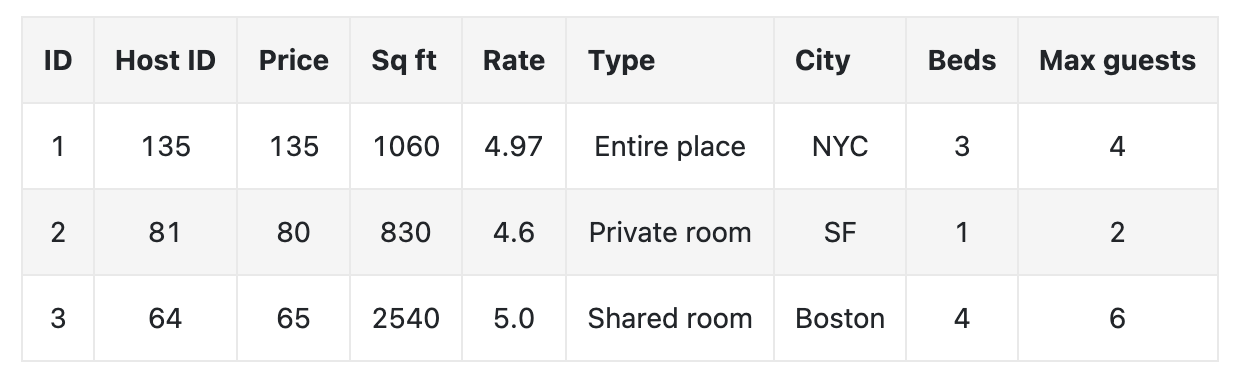 ID Host ID Price Sq ft Rate Type City Beds Max guests
1 135 135 1060 4.97 Entire place NYC 3 4
2 81 80 830 4.6 Private room SF 1 2
3 64 65 2540 5.0 Shared room Boston 4 6